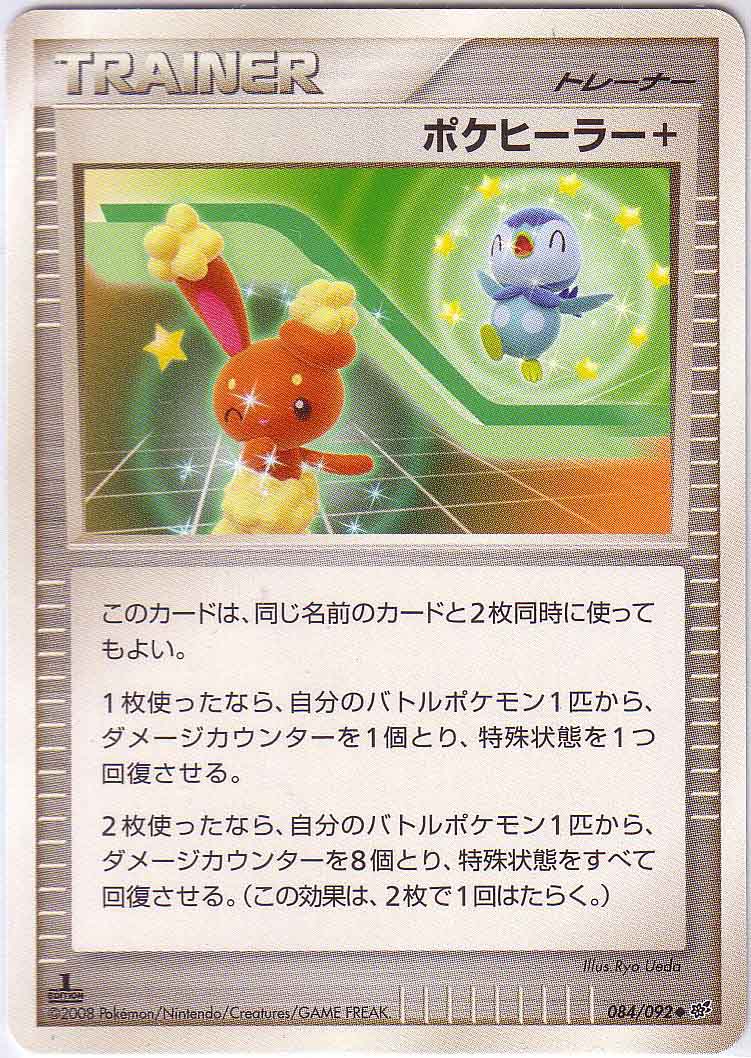 TRAINER
トレーナー
ポケヒーラー+
このカードは、同じ名前のカードと2枚同時に使って
もよい。
1枚使ったなら、自分のバトルポケモン1匹から、
ダメージカウンターを1個とり、特殊状態を1つ
回復させる。
2枚使ったなら、自分のバトルポケモン1匹から、
ダメージカウンターを8個とり、特殊状態をすべて
回復させる。(この効果は、2枚で1回はたらく。)
Illus.Ryo Ueda
1
EDITION
©2008 Pokémon/Nintendo/Creatures/GAME FREAK.
084/092